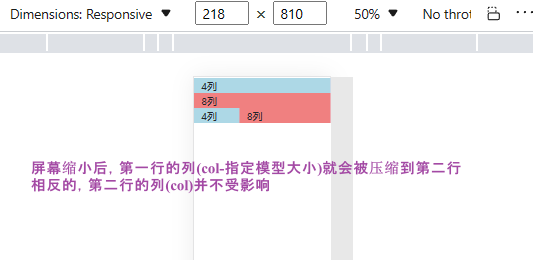 Dimensions: Responsive 218 × 810 50% No throt
4列
8列
4列 8列
屏幕缩小后，第一行的列(col-指定模型大小)就会被压缩到第二行
相反的，第二行的列(col)并不受影响